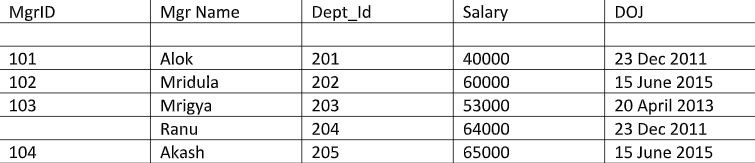 MgrID Mgr Name Dept_Id Salary DOJ
101 Alok 201 40000 23 Dec 2011
102 Mridula 202 60000 15 June 2015
103 Mrigya 203 53000 20 April 2013
Ranu 204 64000 23 Dec 2011
104 Akash 205 65000 15 June 2015